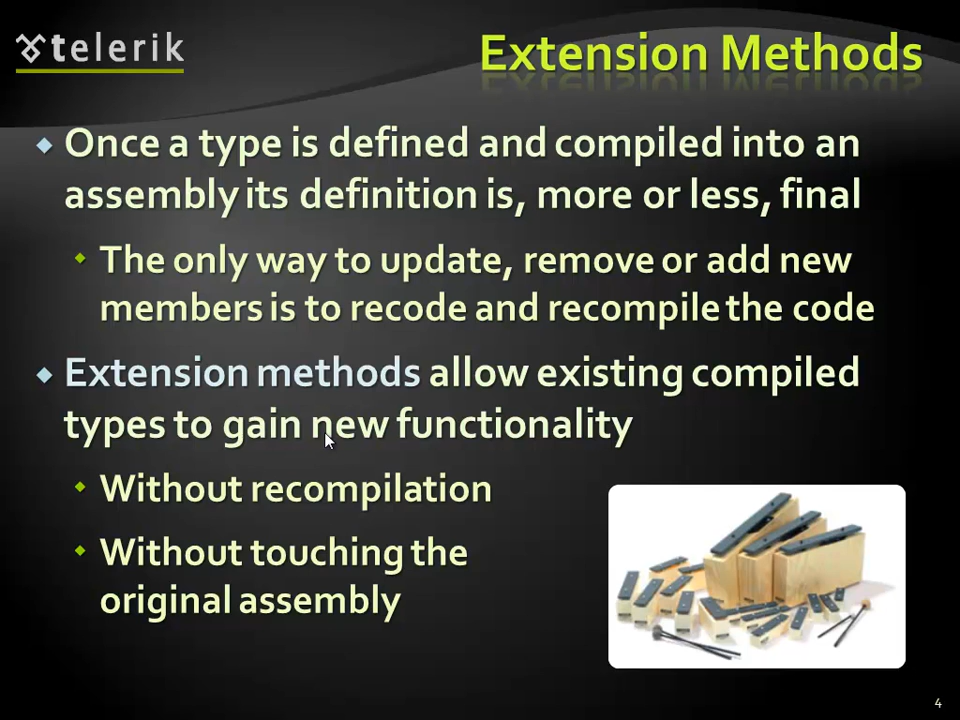 telerik
Extension Methods
Once a type is defined and compiled into an
assembly its definition is, more or less, final
The only way to update, remove or add new
members is to recode and recompile the code
Extension methods allow existing compiled
types to gain new functionality
Without recompilation
Without touching the
original assembly
4